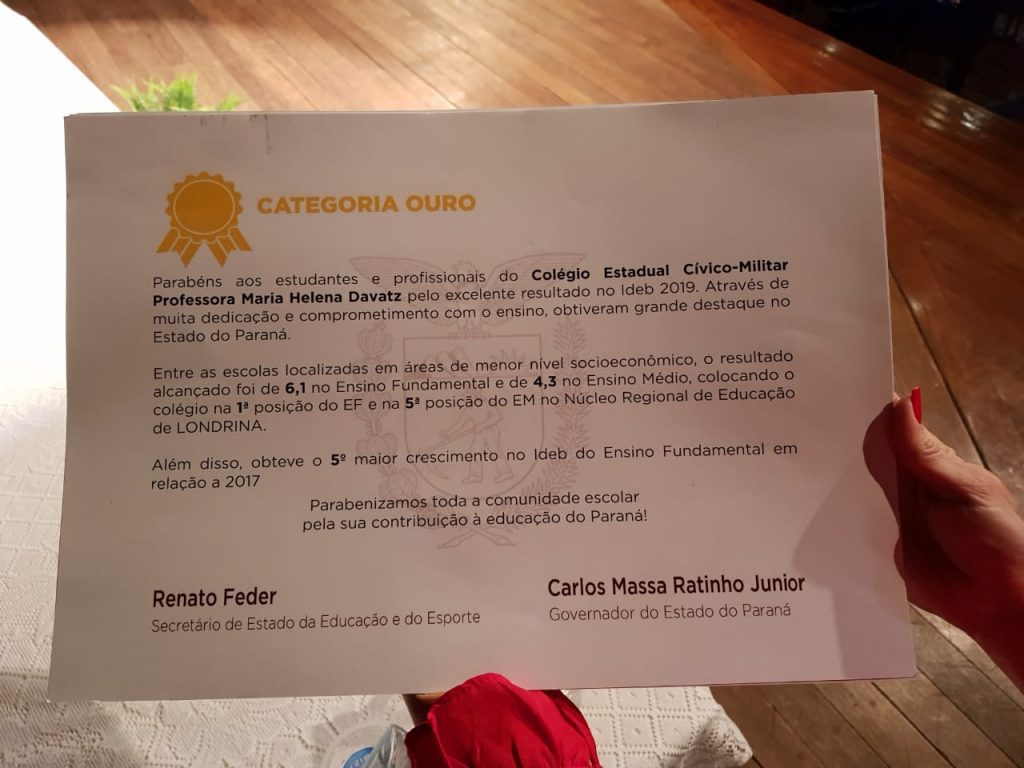 CATEGORIA OURO
Parabéns aos estudantes e profissionais do Colégio Estadual Cívico-Militar
Professora Maria Helena Davatz pelo excelente resultado no Ideb 2019. Através de
muita dedicação e comprometimento com o ensino, obtiveram grande destaque no
Estado do Paraná.
Entre as escolas localizadas em áreas de menor nível socioeconômico, o resultado
alcançado foi de 6,1 no Ensino Fundamental e de 4,3 no Ensino Médio, colocando o
colégio na 1ª posição do EF e na 5ª posição do EM no Núcleo Regional de Educação
de LONDRINA.
Além disso, obteve o 5º maior crescimento no Ideb do Ensino Fundamental em
relação a 2017
Parabenizamos toda a comunidade escolar
pela sua contribuição à educação do Paraná!
Renato Feder
Secretário de Estado da Educação e do Esporte
Carlos Massa Ratinho Junior
Governador do Estado do Paraná